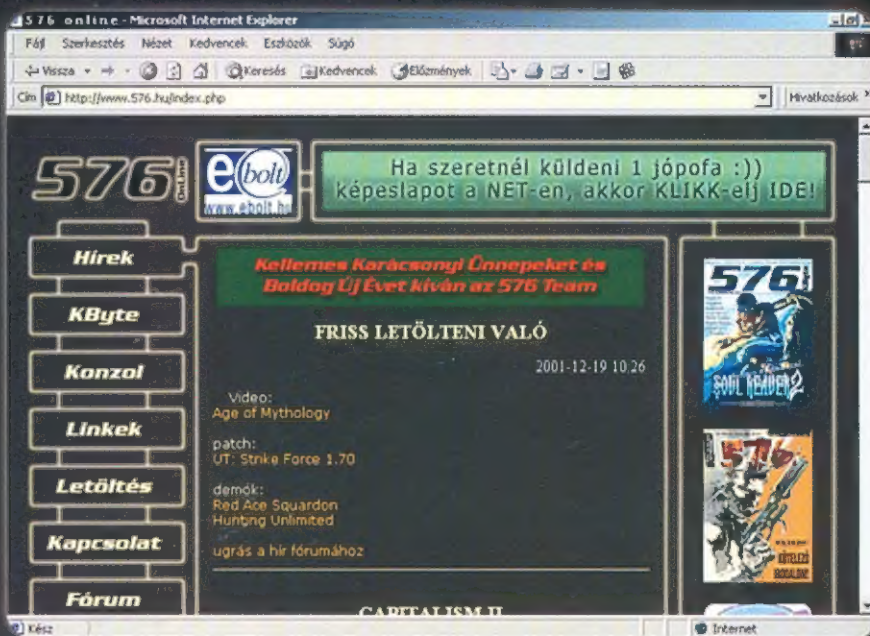 576 online - Microsoft Internet Explorer
Fájl Szerkesztés Nézet Kedvencek Eszközök Súgó
Vissza Keresés Kedvencek Előzmények
Cím http://www.576.hu/index.php Hivatkozások
576 OnLine
ebolt
www.ebolt.hu
Ha szeretnél küldeni 1 jópofa :))
képeslapot a NET-en, akkor KLIKK-elj IDE!
Hírek
KByte
Konzol
Linkek
Letöltés
Kapcsolat
Fórum
Kellemes Karácsonyi Ünnepeket és
Boldog Új Évet kíván az 576 Team
FRISS LETÖLTENI VALÓ
2001-12-19 10:26
Video:
Age of Mythology
patch:
UT: Strike Force 1.70
demók:
Red Ace Squardon
Hunting Unlimited
ugrás a hír fórumához
CAPITALISM II
576
SOUL REAVER 2
576
Kész Internet